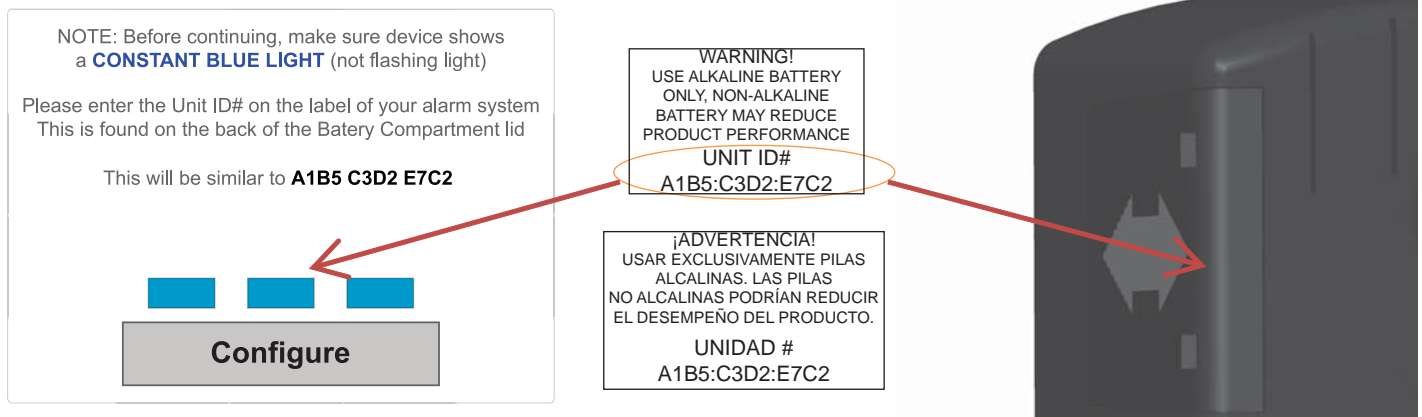 NOTE: Before continuing, make sure device shows
a CONSTANT BLUE LIGHT (not flashing light)
Please enter the Unit ID# on the label of your alarm system
This is found on the back of the Batery Compartment lid
This will be similar to A1B5 C3D2 E7C2
Configure
WARNING!
USE ALKALINE BATTERY
ONLY, NON-ALKALINE
BATTERY MAY REDUCE
PRODUCT PERFORMANCE
UNIT ID#
A1B5:C3D2:E7C2
¡ADVERTENCIA!
USAR EXCLUSIVAMENTE PILAS
ALCALINAS. LAS PILAS
NO ALCALINAS PODRÍAN REDUCIR
EL DESEMPEÑO DEL PRODUCTO.
UNIDAD #
A1B5:C3D2:E7C2